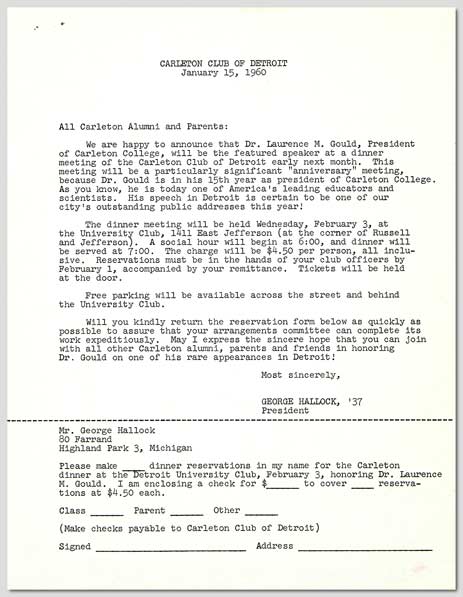 CARLETON CLUB OF DETROIT
January 15, 1960
All Carleton Alumni and Parents:
We are happy to announce that Dr. Laurence M. Gould, President
of Carleton College, will be the featured speaker at a dinner
meeting of the Carleton Club of Detroit early next month. This
meeting will be a particularly significant "anniversary" meeting,
because Dr. Gould is in his 15th year as president of Carleton College.
As you know, he is today one of America's leading educators and
scientists. His speech in Detroit is certain to be one of our
city's outstanding public addresses this year!
The dinner meeting will be held Wednesday, February 3, at
the University Club, 1411 East Jefferson (at the corner of Russell
and Jefferson). A social hour will begin at 6:00, and dinner will
be served at 7:00. The charge will be $4.50 per person, all inclu-
sive. Reservations must be in the hands of your club officers by
February 1, accompanied by your remittance. Tickets will be held
at the door.
Free parking will be available across the street and behind
the University Club.
Will you kindly return the reservation form below as quickly as
possible to assure that your arrangements committee can complete its
work expeditiously. May I express the sincere hope that you can join
with all other Carleton alumni, parents and friends in honoring
Dr. Gould on one of his rare appearances in Detroit!
Most sincerely,
GEORGE HALLOCK, '37
President
Mr. George Hallock
80 Farrand
Highland Park 3, Michigan
Please make ____ dinner reservations in my name for the Carleton
dinner at the Detroit University Club, February 3, honoring Dr. Laurence
M. Gould. I am enclosing a check for $______ to cover ____ reserva-
tions at $4.50 each.
Class ______ Parent ______ Other ______
(Make checks payable to Carleton Club of Detroit)
Signed ___________________________ Address ________________________